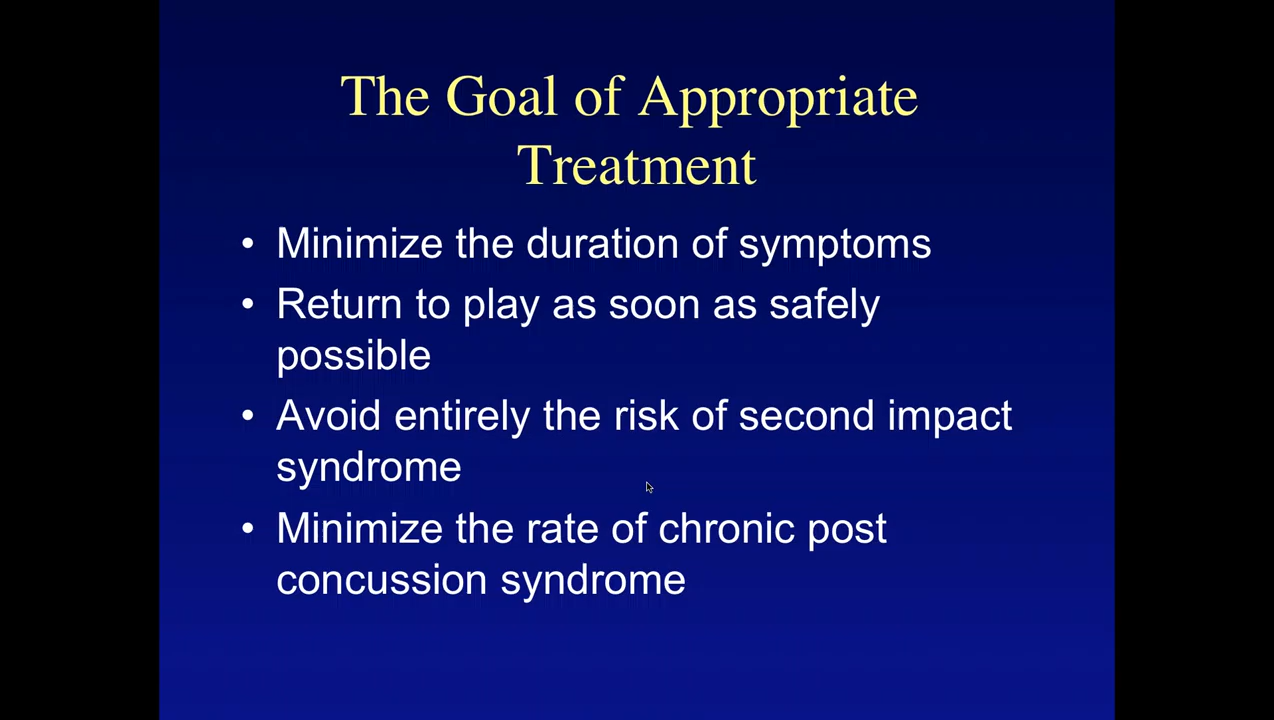 The Goal of Appropriate
Treatment
• Minimize the duration of symptoms
• Return to play as soon as safely
possible
• Avoid entirely the risk of second impact
syndrome
• Minimize the rate of chronic post
concussion syndrome